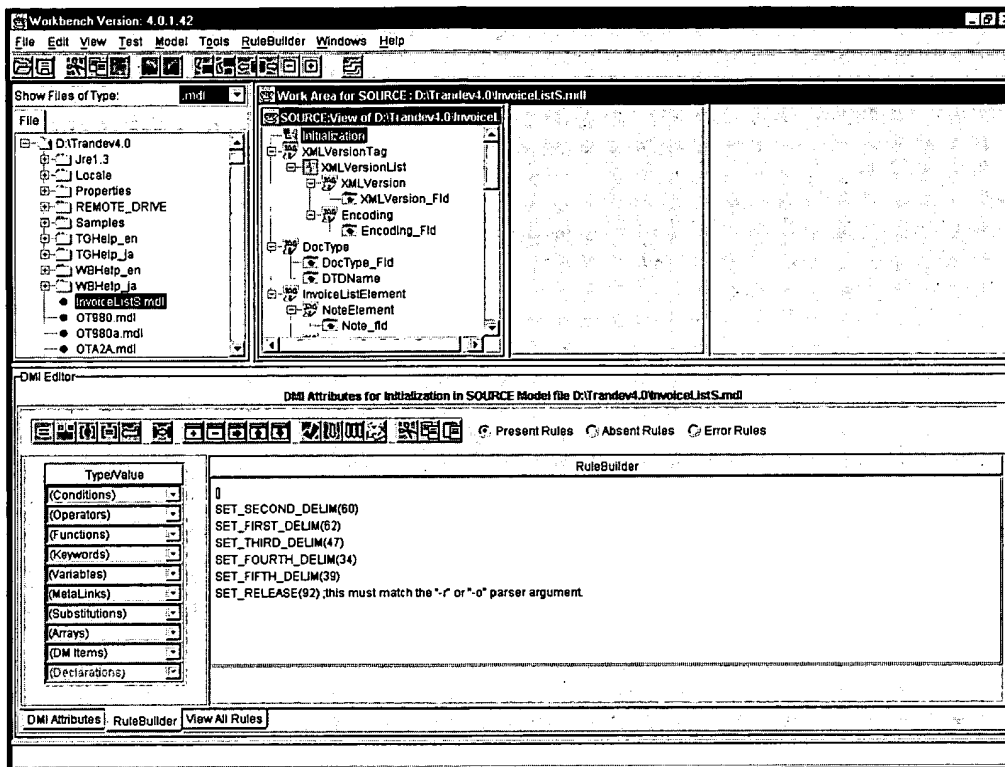 Workbench Version: 4.0.1.42
File Edit View Test Model Tools RuleBuilder Windows Help
Show Files of Type: .mdl
File
D:\Trandev4.0
Jre1.3
Locale
Properties
REMOTE_DRIVE
Samples
TGHelp_en
TGHelp_ja
WBHelp_en
WBHelp_ja
InvoiceListS.mdl
OT980.mdl
OT980a.mdl
OTA2A.mdl
Work Area for SOURCE : D:\Trandev4.0\InvoiceListS.mdl
SOURCE:View of D:\Trandev4.0\InvoiceL
Initialization
XMLVersionTag
XMLVersionList
XMLVersion
XMLVersion_Fld
Encoding
Encoding_Fld
DocType
DocType_Fld
DTDName
InvoiceListElement
NoteElement
Note_fld
DMI Editor
DMI Attributes for Initialization in SOURCE Model file D:\Trandev4.0\InvoiceListS.mdl
Present Rules Absent Rules Error Rules
Type/Value
(Conditions)
(Operators)
(Functions)
(Keywords)
(Variables)
(MetaLinks)
(Substitutions)
(Arrays)
(DM Items)
(Declarations)
RuleBuilder
[]
SET_SECOND_DELIM(60)
SET_FIRST_DELIM(62)
SET_THIRD_DELIM(47)
SET_FOURTH_DELIM(34)
SET_FIFTH_DELIM(39)
SET_RELEASE(92) ;this must match the "-r" or "-o" parser argument.
DMI Attributes RuleBuilder View All Rules